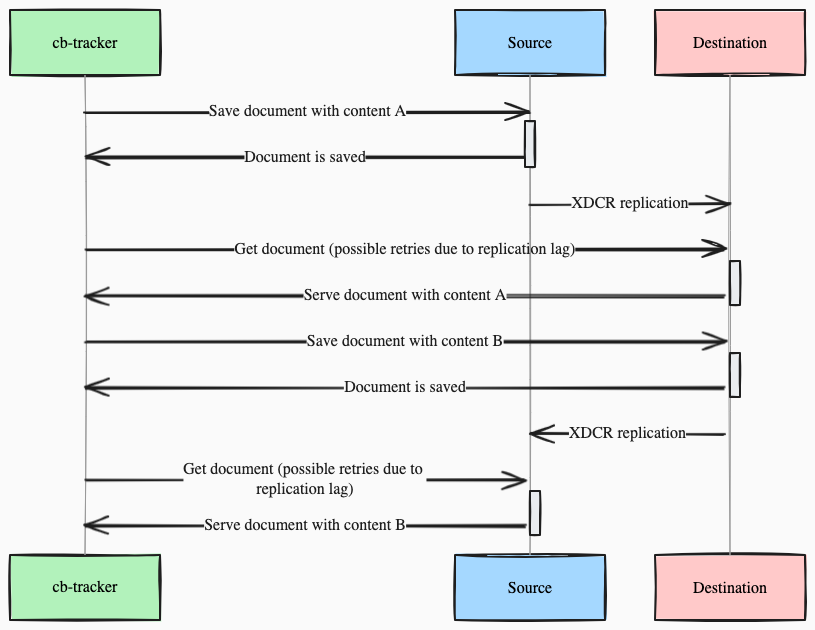 cb-tracker
Source
Destination
Save document with content A
Document is saved
XDCR replication
Get document (possible retries due to replication lag)
Serve document with content A
Save document with content B
Document is saved
XDCR replication
Get document (possible retries due to
replication lag)
Serve document with content B
cb-tracker
Source
Destination